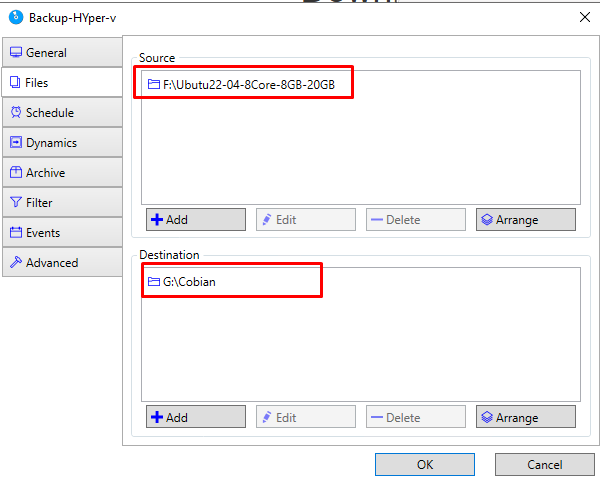 Backup-HYper-v
General
Files
Schedule
Dynamics
Archive
Filter
Events
Advanced
Source
F:\Ubutu22-04-8Core-8GB-20GB
Add
Edit
Delete
Arrange
Destination
G:\Cobian
Add
Edit
Delete
Arrange
OK
Cancel